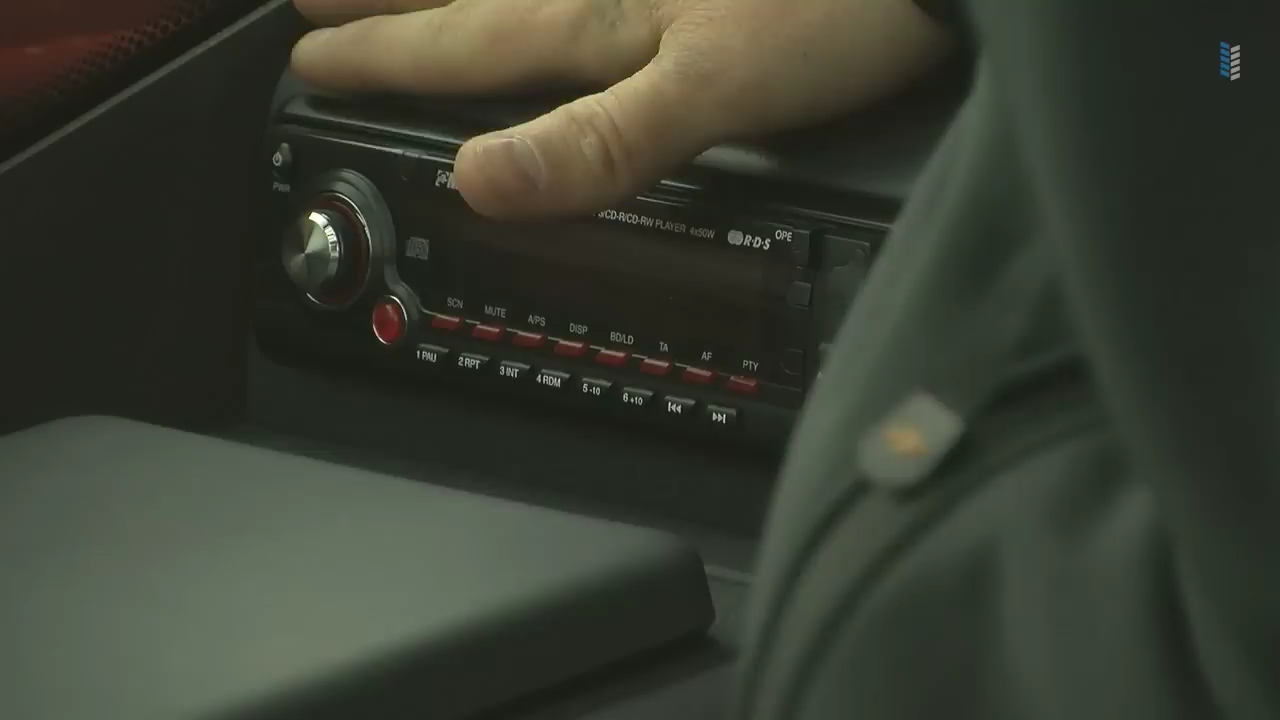 PWR
S/CD-R/CD-RW PLAYER 4x50W
R·D·S
OPE
SCN MUTE A/PS DISP BD/LD TA AF PTY
1 PAU 2 RPT 3 INT 4 RDM 5 -10 6 +10